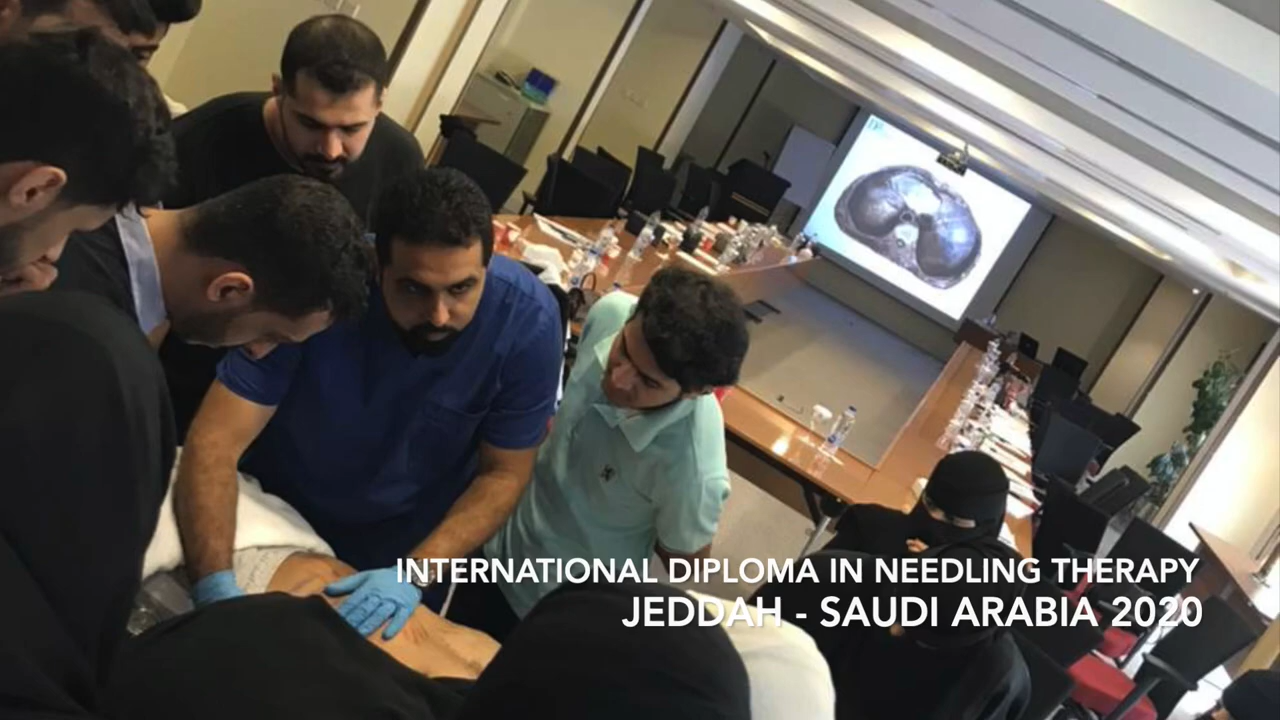 INTERNATIONAL DIPLOMA IN NEEDLING THERAPY
JEDDAH - SAUDI ARABIA 2020